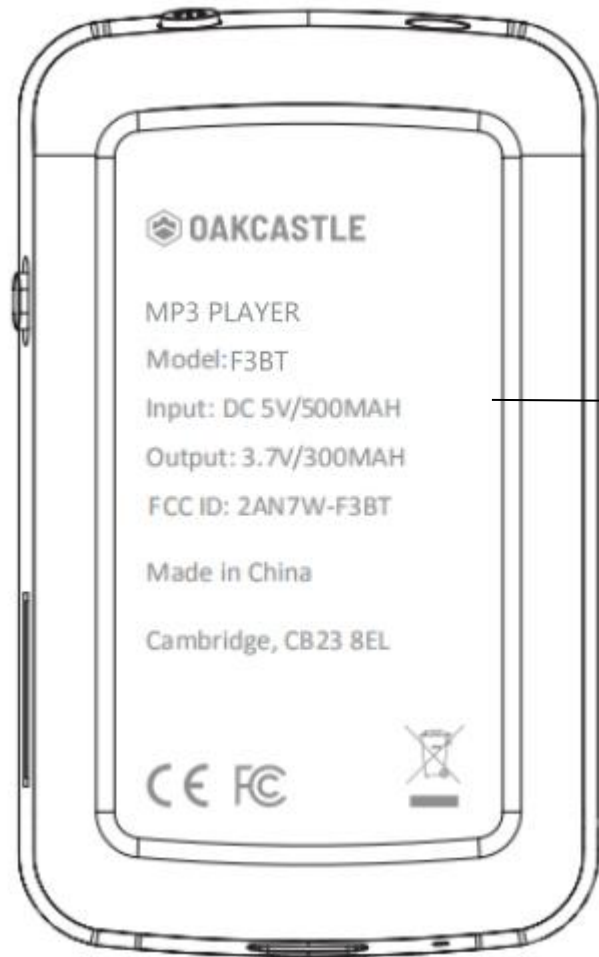 OAKCASTLE
MP3 PLAYER
Model:F3BT
Input: DC 5V/500MAH
Output: 3.7V/300MAH
FCC ID: 2AN7W-F3BT
Made in China
Cambridge, CB23 8EL
CE FC